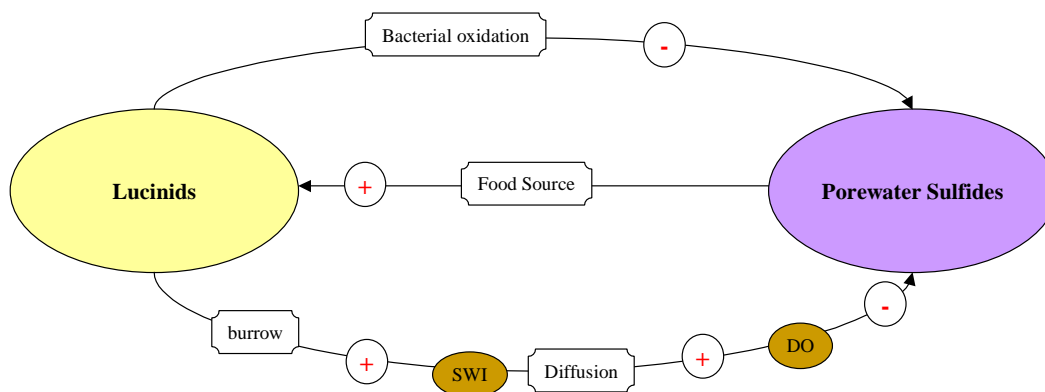 Bacterial oxidation
-
Lucinids
+
Food Source
Porewater Sulfides
burrow
+
SWI
Diffusion
+
DO
-